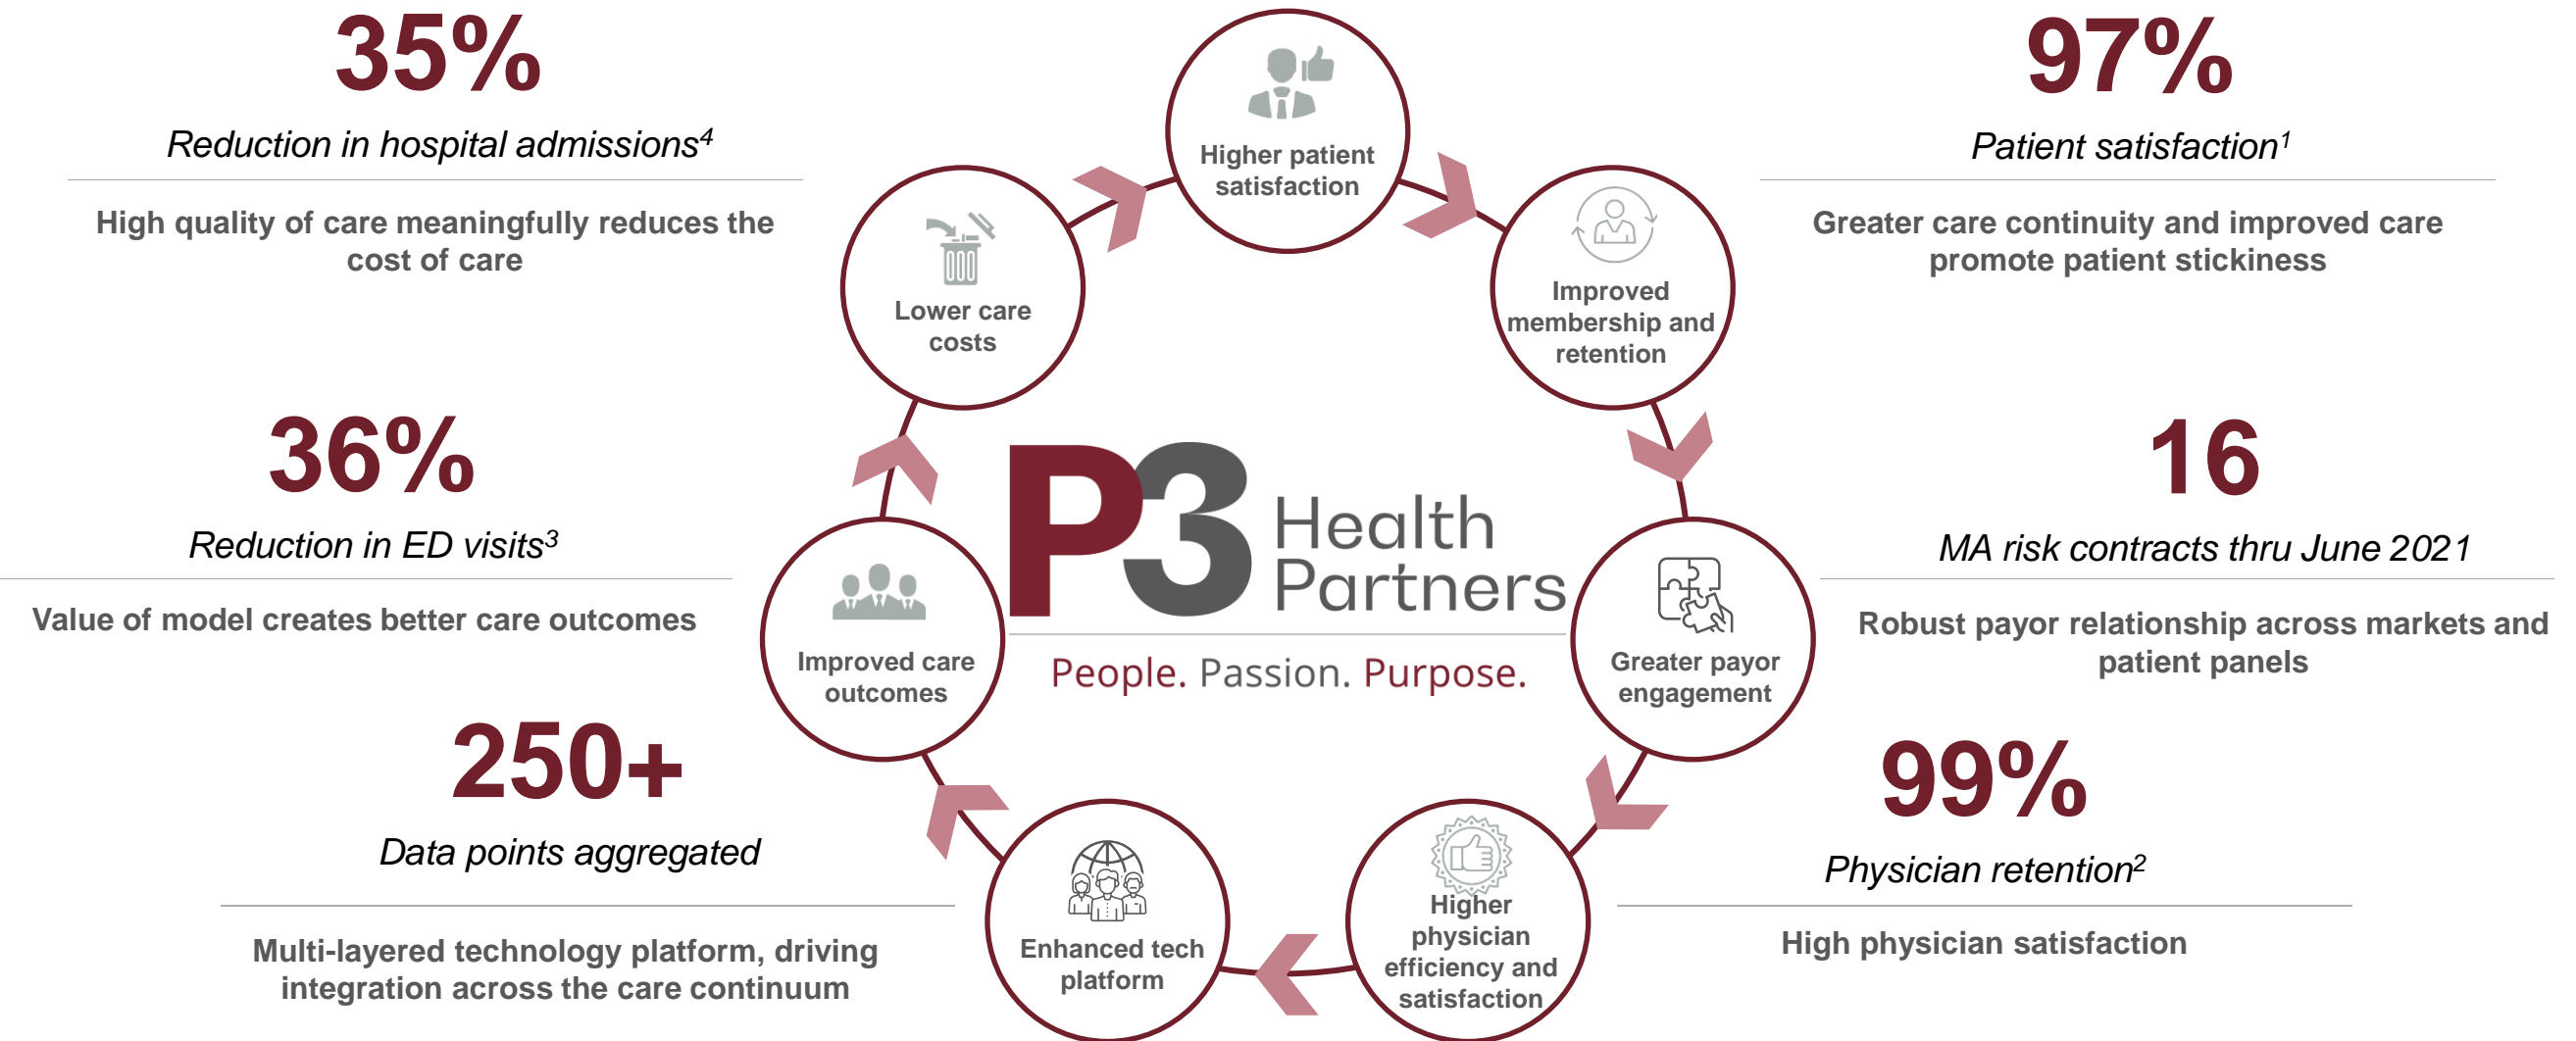 35%
Reduction in hospital admissions4
High quality of care meaningfully reduces the
cost of care
36%
Reduction in ED visits3
Value of model creates better care outcomes
250+
Data points aggregated
Multi-layered technology platform, driving
integration across the care continuum
Higher patient
satisfaction
Improved
membership and
retention
Greater payor
engagement
Higher
physician
efficiency and
satisfaction
Enhanced tech
platform
Improved care
outcomes
Lower care
costs
P3 Health
Partners
People. Passion. Purpose.
97%
Patient satisfaction1
Greater care continuity and improved care
promote patient stickiness
16
MA risk contracts thru June 2021
Robust payor relationship across markets and
patient panels
99%
Physician retention2
High physician satisfaction